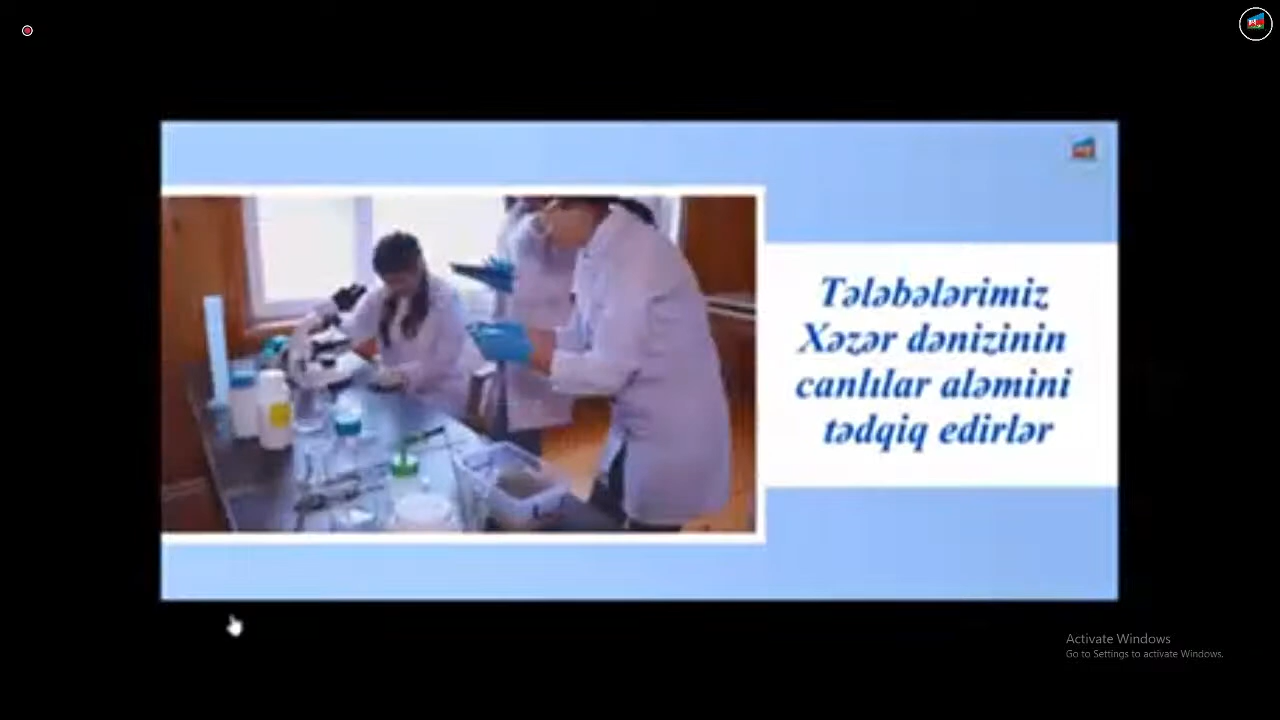 Tələbələrimiz
Xəzər dənizinin
canlılar aləmini
tədqiq edirlər
Activate Windows
Go to Settings to activate Windows.